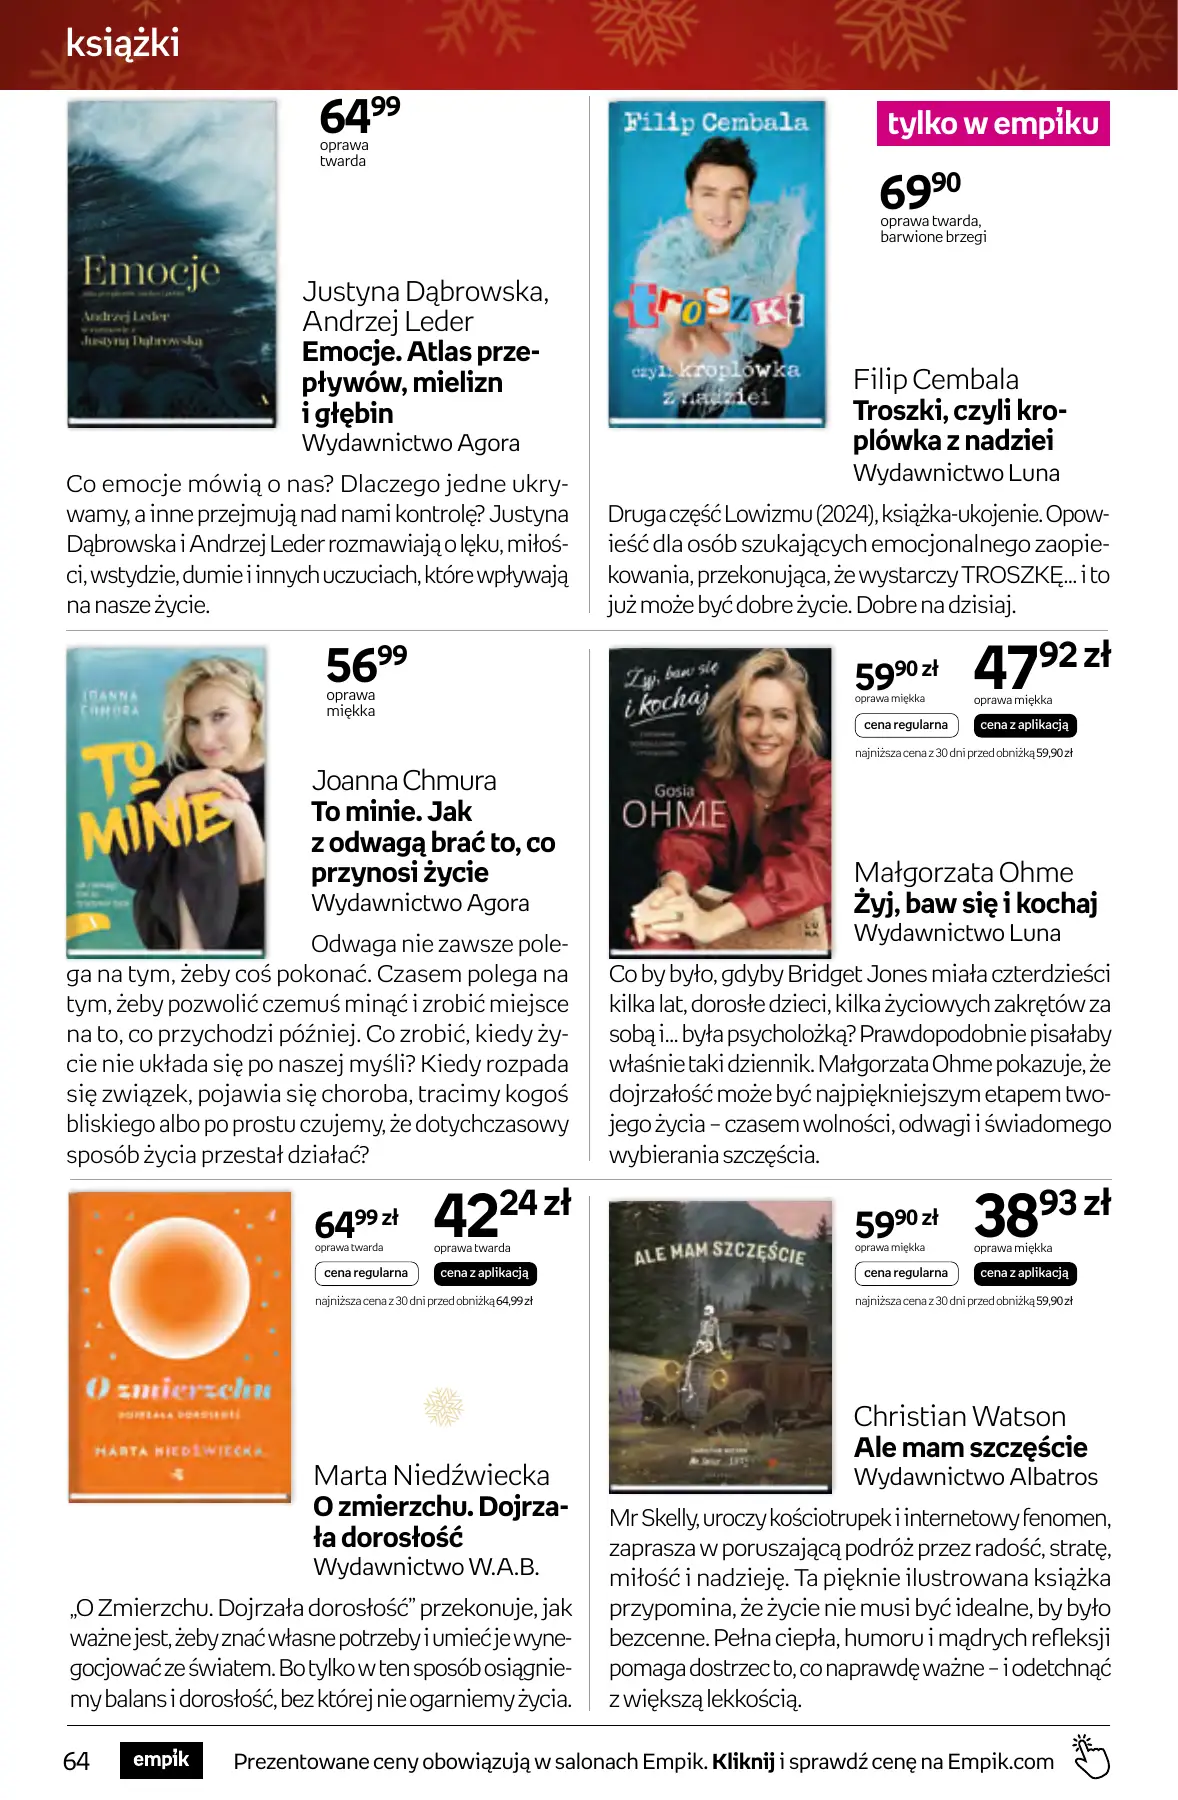 książki
Emocje
Andrzej Leder
w rozmowie z
Justyną Dąbrowską
6499
oprawa
twarda
Justyna Dąbrowska,
Andrzej Leder
Emocje. Atlas prze-
pływów, mielizn
i głębin
Wydawnictwo Agora
Co emocje mówią o nas? Dlaczego jedne ukry-
wamy, a inne przejmują nad nami kontrolę? Justyna
Dąbrowska i Andrzej Leder rozmawiają o lęku, miłoś-
ci, wstydzie, dumie i innych uczuciach, które wpływają
na nasze życie.
Filip Cembala
troszki
czyli kroplówka
z nadziei
tylko w empiku
6990
oprawa twarda,
barwione brzegi
Filip Cembala
Troszki, czyli kro-
plówka z nadziei
Wydawnictwo Luna
Druga część Lowizmu (2024), książka-ukojenie. Opow-
ieść dla osób szukających emocjonalnego zaopie-
kowania, przekonująca, że wystarczy TROSZKĘ... i to
już może być dobre życie. Dobre na dzisiaj.
JOANNA
CHMURA
TO
MINIE
5699
oprawa
miękka
Joanna Chmura
To minie. Jak
z odwagą brać to, co
przynosi życie
Wydawnictwo Agora
Odwaga nie zawsze pole-
ga na tym, żeby coś pokonać. Czasem polega na
tym, żeby pozwolić czemuś minąć i zrobić miejsce
na to, co przychodzi później. Co zrobić, kiedy ży-
cie nie układa się po naszej myśli? Kiedy rozpada
się związek, pojawia się choroba, tracimy kogoś
bliskiego albo po prostu czujemy, że dotychczasowy
sposób życia przestał działać?
Żyj, baw się
i kochaj
Gosia
OHME
LU
NA
5990 zł
oprawa miękka
cena regularna
4792 zł
oprawa miękka
cena z aplikacją
najniższa cena z 30 dni przed obniżką 59,90 zł
Małgorzata Ohme
Żyj, baw się i kochaj
Wydawnictwo Luna
Co by było, gdyby Bridget Jones miała czterdzieści
kilka lat, dorosłe dzieci, kilka życiowych zakrętów za
sobą i... była psycholożką? Prawdopodobnie pisałaby
właśnie taki dziennik. Małgorzata Ohme pokazuje, że
dojrzałość może być najpiękniejszym etapem two-
jego życia – czasem wolności, odwagi i świadomego
wybierania szczęścia.
O zmierzchu
DOJRZAŁA DOROSŁOŚĆ
MARTA NIEDŹWIECKA
6499 zł
oprawa twarda
cena regularna
4224 zł
oprawa twarda
cena z aplikacją
najniższa cena z 30 dni przed obniżką 64,99 zł
Marta Niedźwiecka
O zmierzchu. Dojrza-
ła dorosłość
Wydawnictwo W.A.B.
„O Zmierzchu. Dojrzała dorosłość” przekonuje, jak
ważne jest, żeby znać własne potrzeby i umieć je wyne-
gocjować ze światem. Bo tylko w ten sposób osiągnie-
my balans i dorosłość, bez której nie ogarniemy życia.
ALE MAM SZCZĘŚCIE
5990 zł
oprawa miękka
cena regularna
3893 zł
oprawa miękka
cena z aplikacją
najniższa cena z 30 dni przed obniżką 59,90 zł
Christian Watson
Ale mam szczęście
Wydawnictwo Albatros
Mr Skelly, uroczy kościotrupek i internetowy fenomen,
zaprasza w poruszającą podróż przez radość, stratę,
miłość i nadzieję. Ta pięknie ilustrowana książka
przypomina, że życie nie musi być idealne, by było
bezcenne. Pełna ciepła, humoru i mądrych refleksji
pomaga dostrzec to, co naprawdę ważne – i odetchnąć
z większą lekkością.
64
empik
Prezentowane ceny obowiązują w salonach Empik. Kliknij i sprawdź cenę na Empik.com